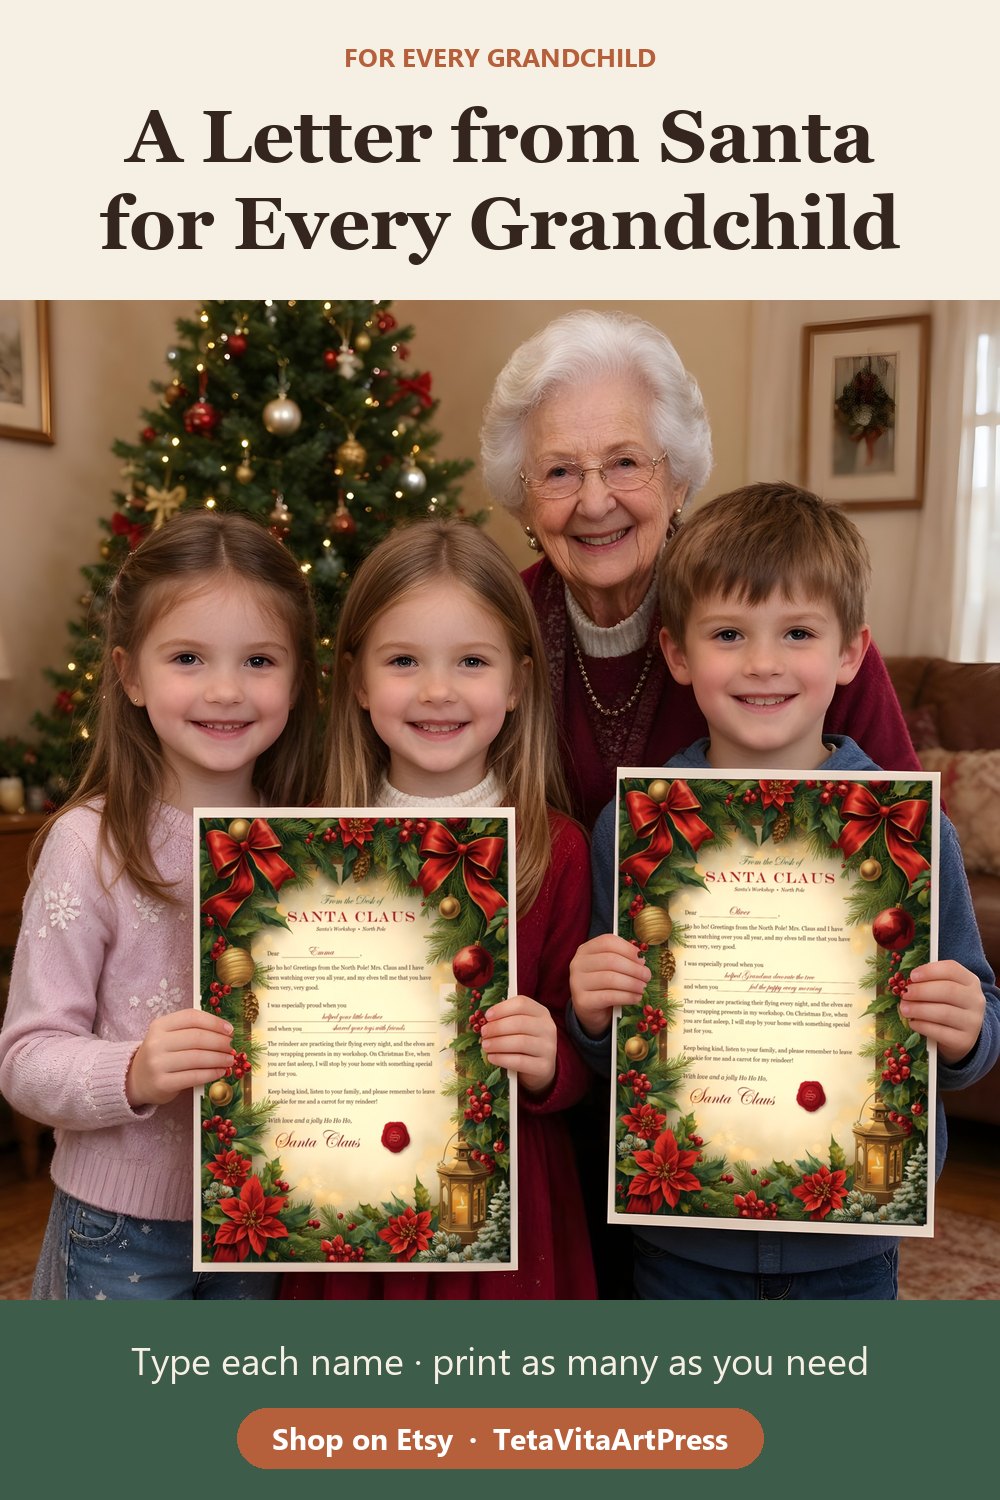 FOR EVERY GRANDCHILD
A Letter from Santa
for Every Grandchild
From the Desk of
SANTA CLAUS
Santa's Workshop • North Pole
Dear Emma,
Ho ho ho! Greetings from the North Pole! Mrs. Claus and I have
been watching over you all year, and my elves tell me that you have
been very, very good.
I was especially proud when you
helped your little brother
and when you shared your toys with friends
The reindeer are practicing their flying every night, and the elves are
busy wrapping presents in my workshop. On Christmas Eve, when
you are fast asleep, I will stop by your home with something special
just for you.
Keep being kind, listen to your family, and please remember to leave
a cookie for me and a carrot for my reindeer!
With love and a jolly Ho Ho Ho,
Santa Claus
S
From the Desk of
SANTA CLAUS
Santa's Workshop • North Pole
Dear Oliver,
Ho ho ho! Greetings from the North Pole! Mrs. Claus and I have
been watching over you all year, and my elves tell me that you have
been very, very good.
I was especially proud when you
helped Grandma decorate the tree
and when you fed the puppy every morning
The reindeer are practicing their flying every night, and the elves are
busy wrapping presents in my workshop. On Christmas Eve, when
you are fast asleep, I will stop by your home with something special
just for you.
Keep being kind, listen to your family, and please remember to leave
a cookie for me and a carrot for my reindeer!
With love and a jolly Ho Ho Ho,
Santa Claus
S
Type each name · print as many as you need
Shop on Etsy · TetaVitaArtPress